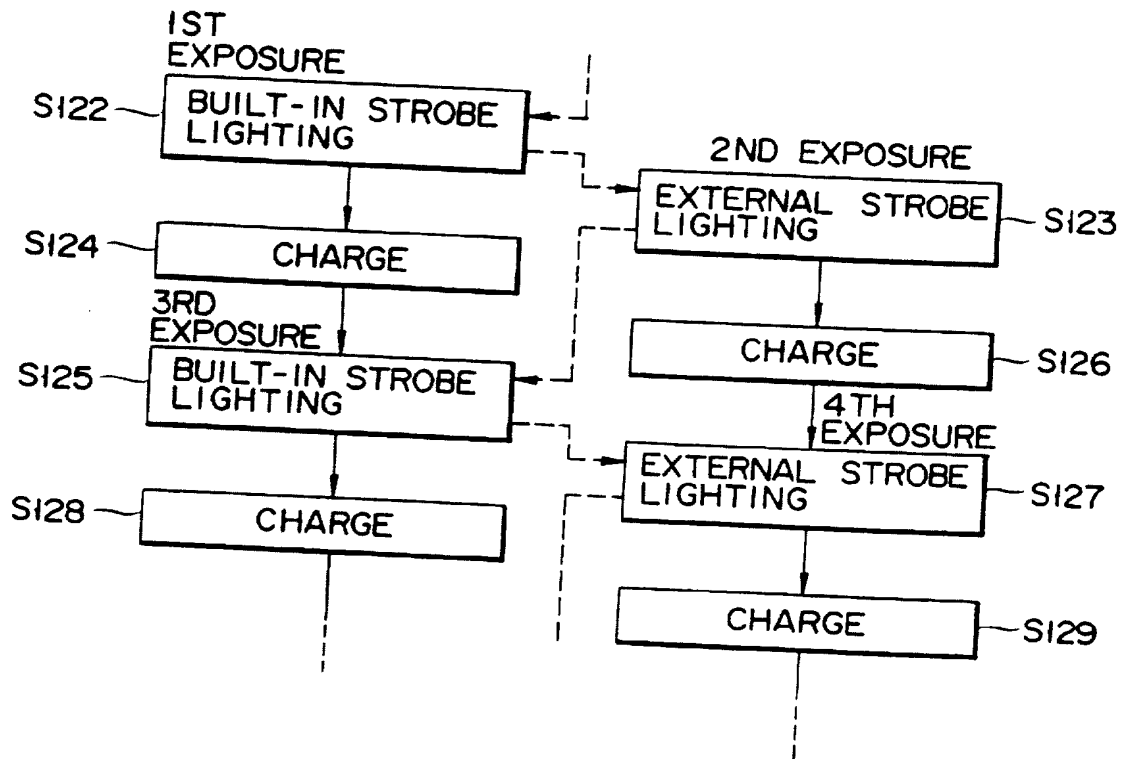 1ST
EXPOSURE
S122
BUILT-IN STROBE
LIGHTING
2ND EXPOSURE
EXTERNAL STROBE
LIGHTING
S123
S124
CHARGE
3RD
EXPOSURE
CHARGE
S126
S125
BUILT-IN STROBE
LIGHTING
4TH
EXPOSURE
EXTERNAL STROBE
LIGHTING
S127
S128
CHARGE
CHARGE
S129